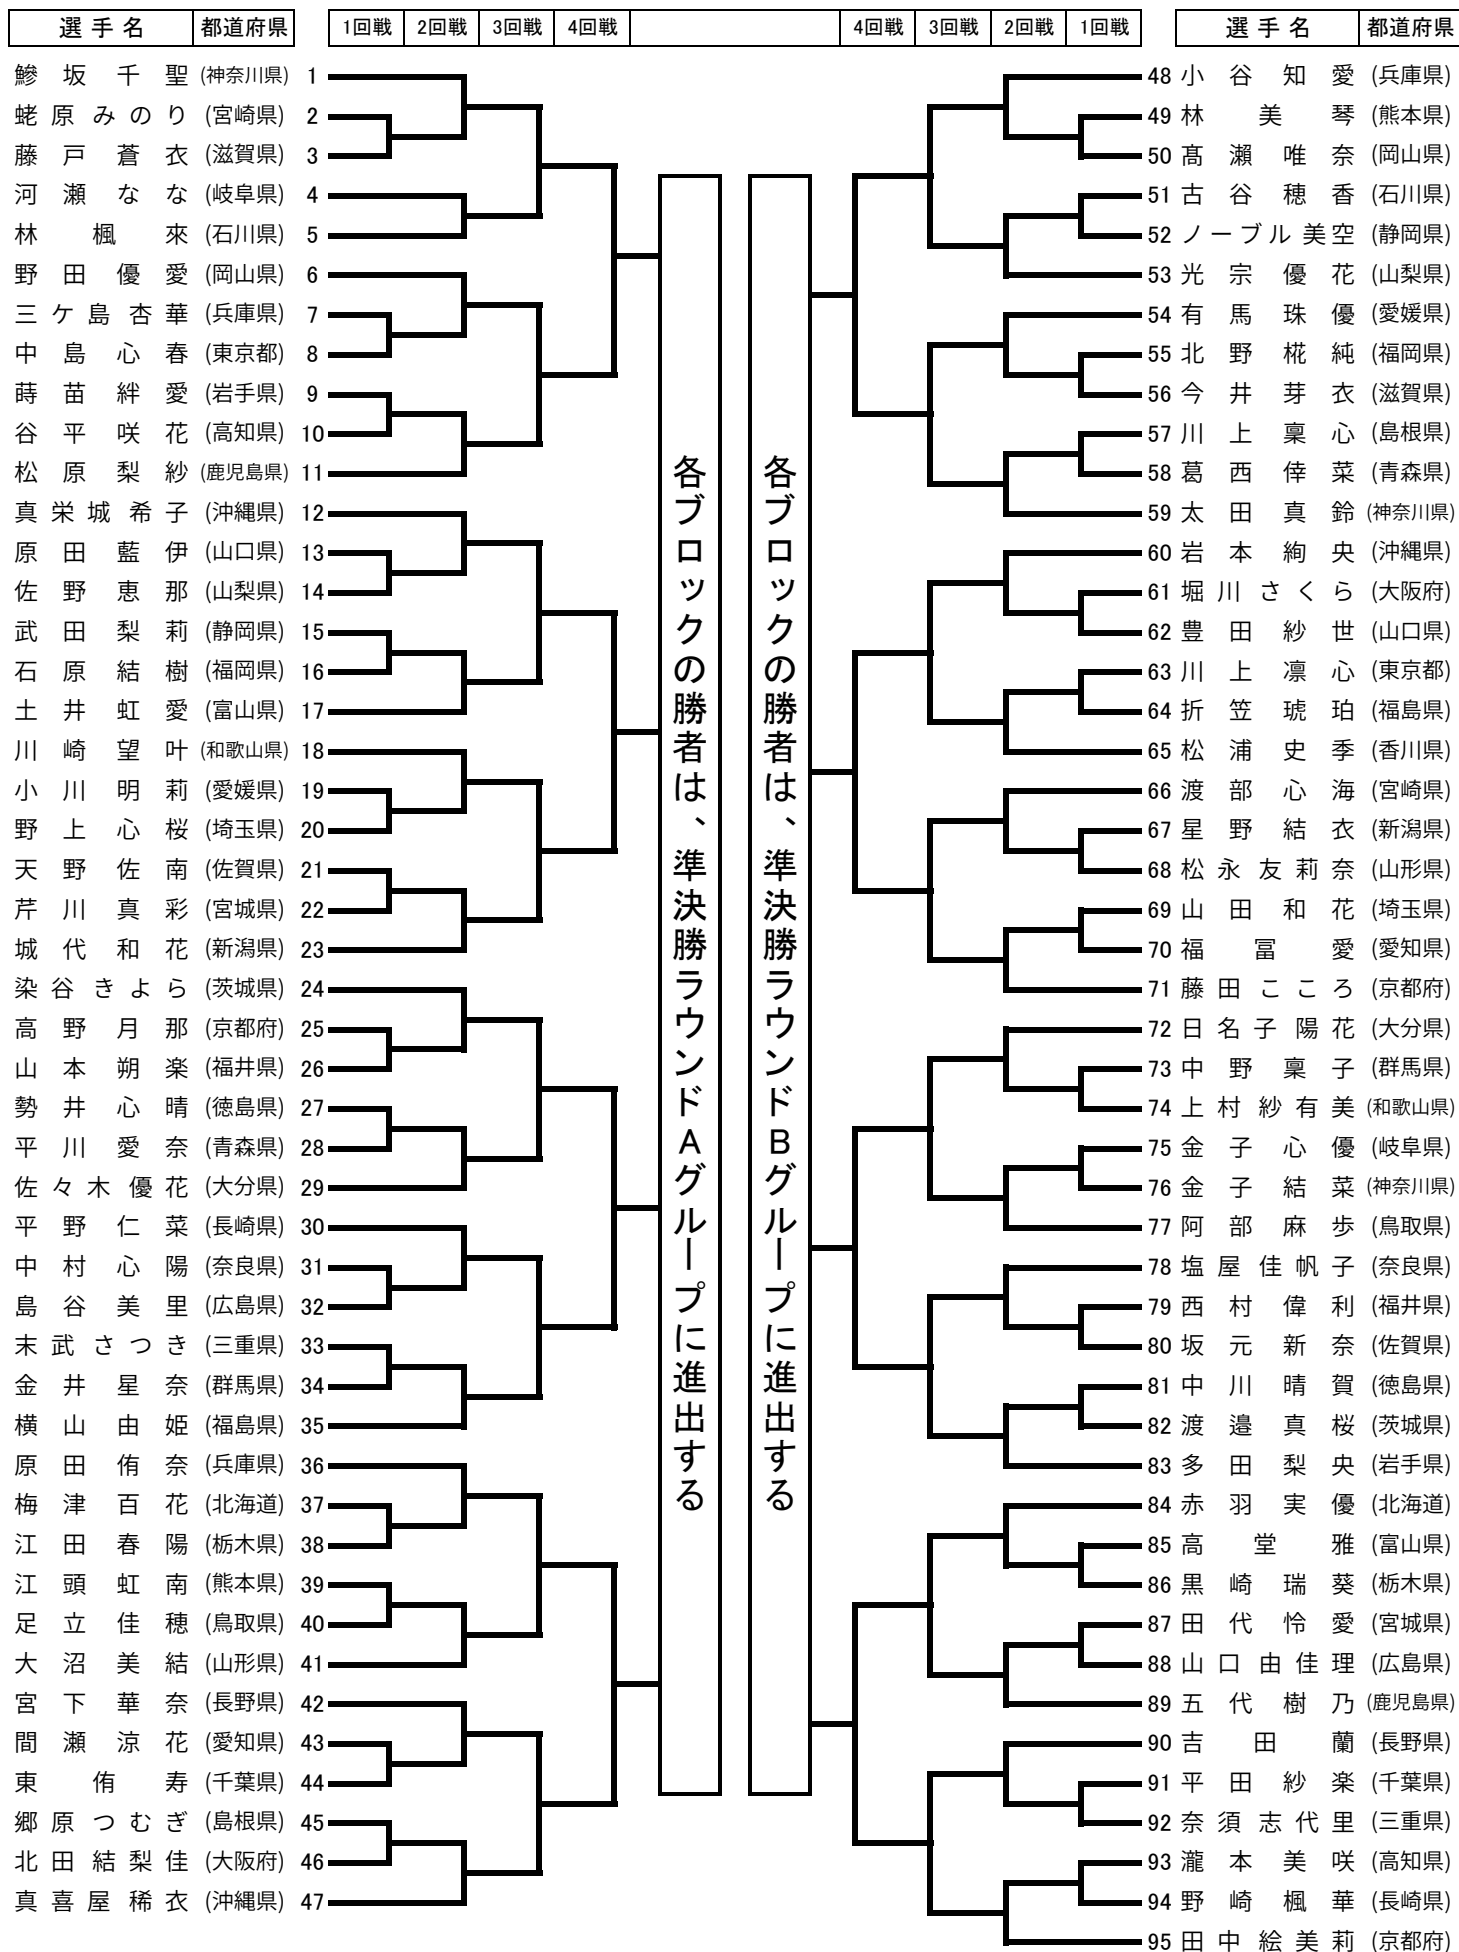 選手名 都道府県 1回戦 2回戦 3回戦 4回戦 4回戦 3回戦 2回戦 1回戦 選手名 都道府県
鰺坂千聖 (神奈川県) 1
蛯原みのり (宮崎県) 2
藤戸蒼衣 (滋賀県) 3
河瀬なな (岐阜県) 4
林楓來 (石川県) 5
野田優愛 (岡山県) 6
三ケ島杏華 (兵庫県) 7
中島心春 (東京都) 8
蒔苗絆愛 (岩手県) 9
谷平咲花 (高知県) 10
松原梨紗 (鹿児島県) 11
真栄城希子 (沖縄県) 12
原田藍伊 (山口県) 13
佐野恵那 (山梨県) 14
武田梨莉 (静岡県) 15
石原結樹 (福岡県) 16
土井虹愛 (富山県) 17
川崎望叶 (和歌山県) 18
小川明莉 (愛媛県) 19
野上心桜 (埼玉県) 20
天野佐南 (佐賀県) 21
芹川真彩 (宮城県) 22
城代和花 (新潟県) 23
染谷きよら (茨城県) 24
高野月那 (京都府) 25
山本朔楽 (福井県) 26
勢井心晴 (徳島県) 27
平川愛奈 (青森県) 28
佐々木優花 (大分県) 29
平野仁菜 (長崎県) 30
中村心陽 (奈良県) 31
島谷美里 (広島県) 32
末武さつき (三重県) 33
金井星奈 (群馬県) 34
横山由姫 (福島県) 35
原田侑奈 (兵庫県) 36
梅津百花 (北海道) 37
江田春陽 (栃木県) 38
江頭虹南 (熊本県) 39
足立佳穂 (鳥取県) 40
大沼美結 (山形県) 41
宮下華奈 (長野県) 42
間瀬涼花 (愛知県) 43
東侑寿 (千葉県) 44
郷原つむぎ (島根県) 45
北田結梨佳 (大阪府) 46
真喜屋稀衣 (沖縄県) 47
各ブロックの勝者は、準決勝ラウンドAグループに進出する
各ブロックの勝者は、準決勝ラウンドBグループに進出する
48 小谷知愛 (兵庫県)
49 林美琴 (熊本県)
50 髙瀬唯奈 (岡山県)
51 古谷穂香 (石川県)
52 ノーブル美空 (静岡県)
53 光宗優花 (山梨県)
54 有馬珠優 (愛媛県)
55 北野椛純 (福岡県)
56 今井芽衣 (滋賀県)
57 川上稟心 (島根県)
58 葛西倖菜 (青森県)
59 太田真鈴 (神奈川県)
60 岩本絢央 (沖縄県)
61 堀川さくら (大阪府)
62 豊田紗世 (山口県)
63 川上凛心 (東京都)
64 折笠琥珀 (福島県)
65 松浦史季 (香川県)
66 渡部心海 (宮崎県)
67 星野結衣 (新潟県)
68 松永友莉奈 (山形県)
69 山田和花 (埼玉県)
70 福冨愛 (愛知県)
71 藤田こころ (京都府)
72 日名子陽花 (大分県)
73 中野稟子 (群馬県)
74 上村紗有美 (和歌山県)
75 金子心優 (岐阜県)
76 金子結菜 (神奈川県)
77 阿部麻歩 (鳥取県)
78 塩屋佳帆子 (奈良県)
79 西村偉利 (福井県)
80 坂元新奈 (佐賀県)
81 中川晴賀 (徳島県)
82 渡邉真桜 (茨城県)
83 多田梨央 (岩手県)
84 赤羽実優 (北海道)
85 高堂雅 (富山県)
86 黒崎瑞葵 (栃木県)
87 田代怜愛 (宮城県)
88 山口由佳理 (広島県)
89 五代樹乃 (鹿児島県)
90 吉田蘭 (長野県)
91 平田紗楽 (千葉県)
92 奈須志代里 (三重県)
93 瀧本美咲 (高知県)
94 野崎楓華 (長崎県)
95 田中絵美莉 (京都府)